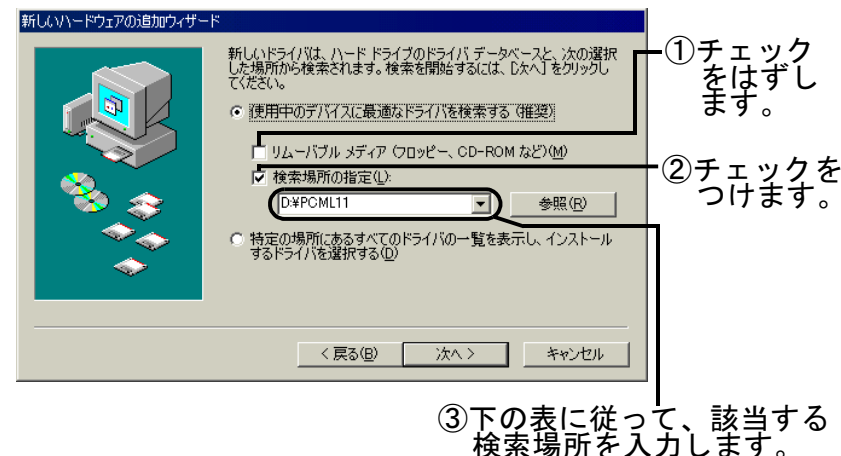 新しいハードウェアの追加ウィザード
新しいドライバは、ハード ドライブのドライバ データベースと、次の選択
した場所から検索されます。検索を開始するには、[次へ] をクリックし
てください。
使用中のデバイスに最適なドライバを検索する (推奨)
リムーバブル メディア (フロッピー、CD-ROM など)(M)
検索場所の指定(L):
D:¥PCML11
参照(R)
特定の場所にあるすべてのドライバの一覧を表示し、インストール
するドライバを選択する(D)
< 戻る(B)
次へ >
キャンセル
①チェック
をはずし
ます。
②チェックを
つけます。
③下の表に従って、該当する
検索場所を入力します。